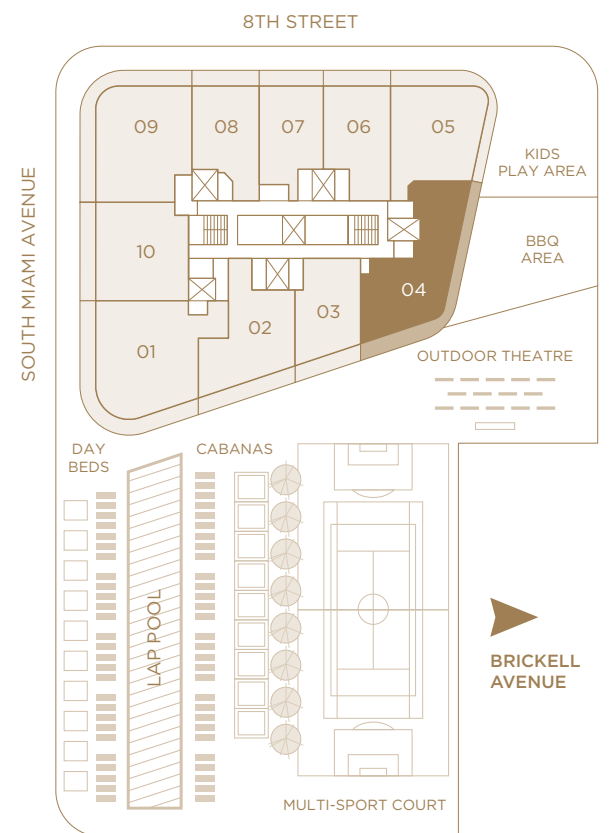 8TH STREET
SOUTH MIAMI AVENUE
09
08
07
06
05
KIDS
PLAY AREA
BBQ
AREA
10
04
03
02
01
OUTDOOR THEATRE
DAY
BEDS
CABANAS
LAP POOL
BRICKELL
AVENUE
MULTI-SPORT COURT